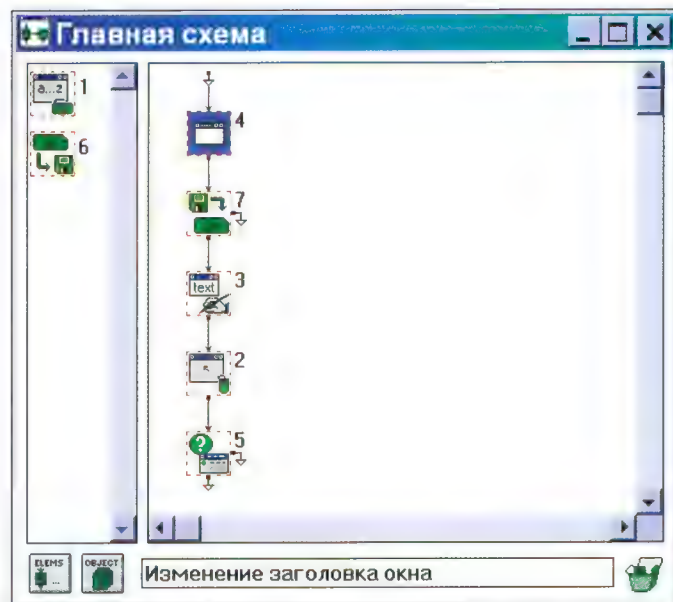 Главная схема
a...z 1
6
4
7
text 3
2
? 5
ELEMS ...
OBJECT
Изменение заголовка окна